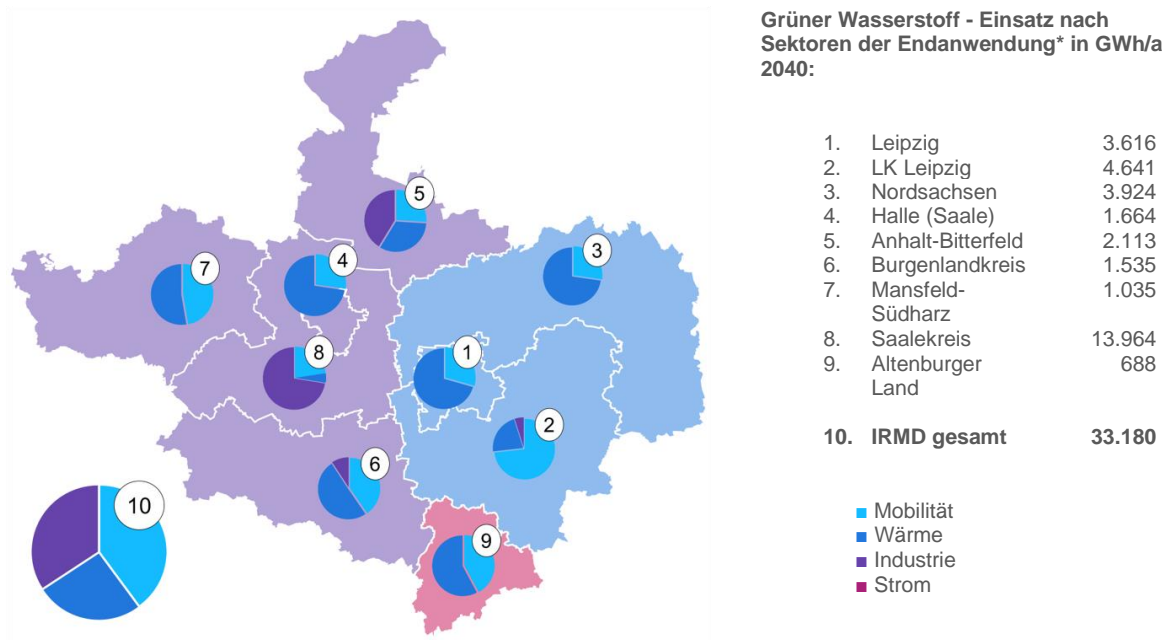 Grüner Wasserstoff - Einsatz nach
Sektoren der Endanwendung* in GWh/a
2040:
1. Leipzig 3.616
2. LK Leipzig 4.641
3. Nordsachsen 3.924
4. Halle (Saale) 1.664
5. Anhalt-Bitterfeld 2.113
6. Burgenlandkreis 1.535
7. Mansfeld- 1.035
Südharz
8. Saalekreis 13.964
9. Altenburger 688
Land
10. IRMD gesamt 33.180
Mobilität
Wärme
Industrie
Strom
5
3
4
7
1
8
2
6
10
9